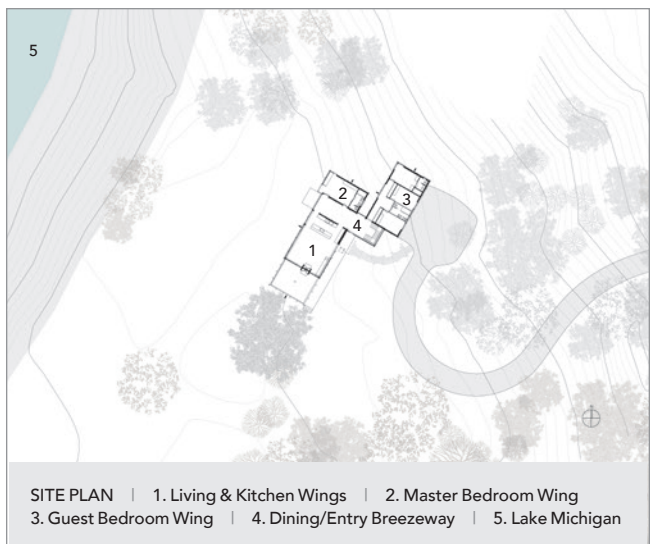 5
2
3
4
1
SITE PLAN | 1. Living & Kitchen Wings | 2. Master Bedroom Wing
3. Guest Bedroom Wing | 4. Dining/Entry Breezeway | 5. Lake Michigan